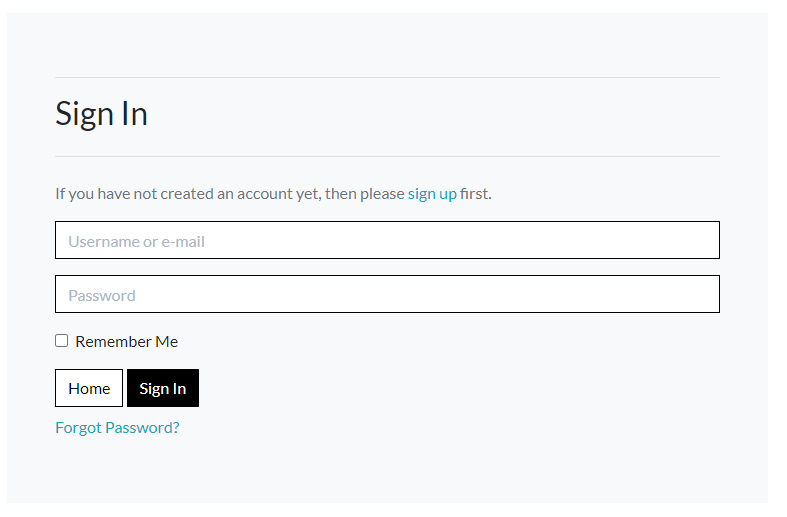 Sign In
If you have not created an account yet, then please sign up first.
Username or e-mail
Password
Remember Me
Home Sign In
Forgot Password?